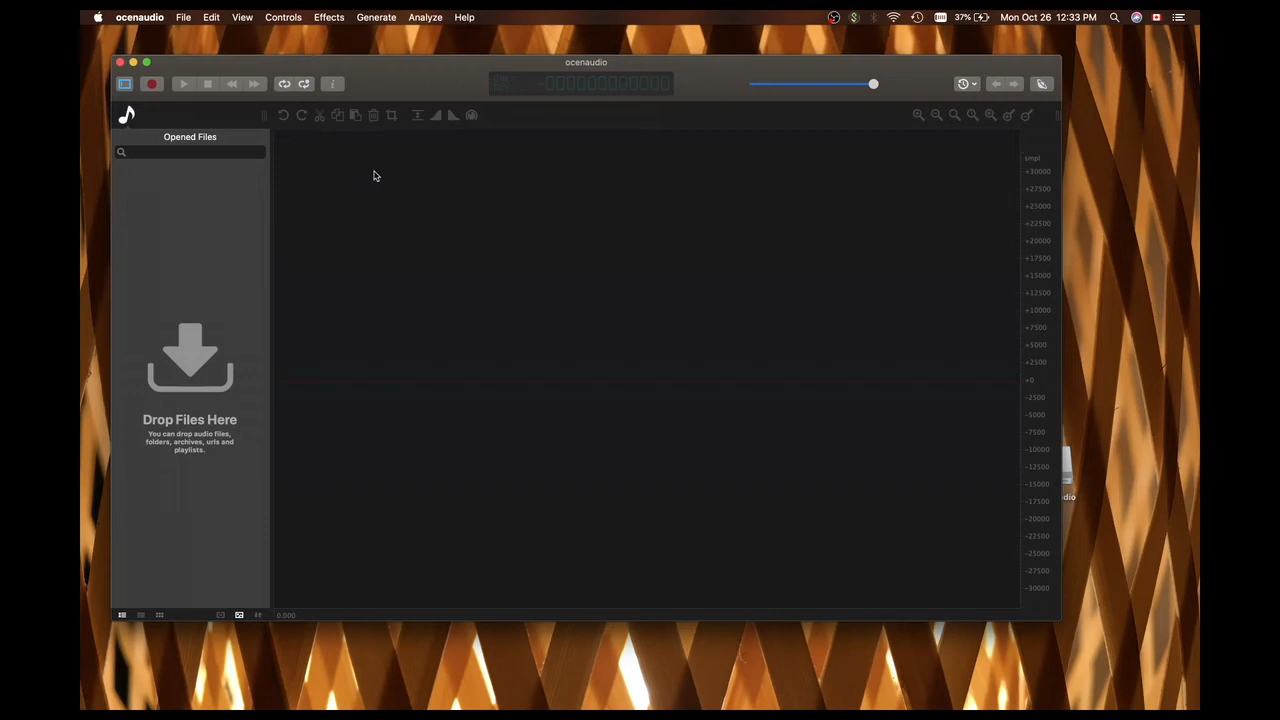 ocenaudio File Edit View Controls Effects Generate Analyze Help 37% Mon Oct 26 12:33 PM
ocenaudio
Opened Files
smpl
+30000
+27500
+25000
+22500
+20000
+17500
+15000
+12500
+10000
+7500
+5000
+2500
+0
-2500
-5000
-7500
-10000
-12500
-15000
-17500
-20000
-22500
-25000
-27500
-30000
Drop Files Here
You can drop audio files,
folders, archives, urls and
playlists.
dio
0.000